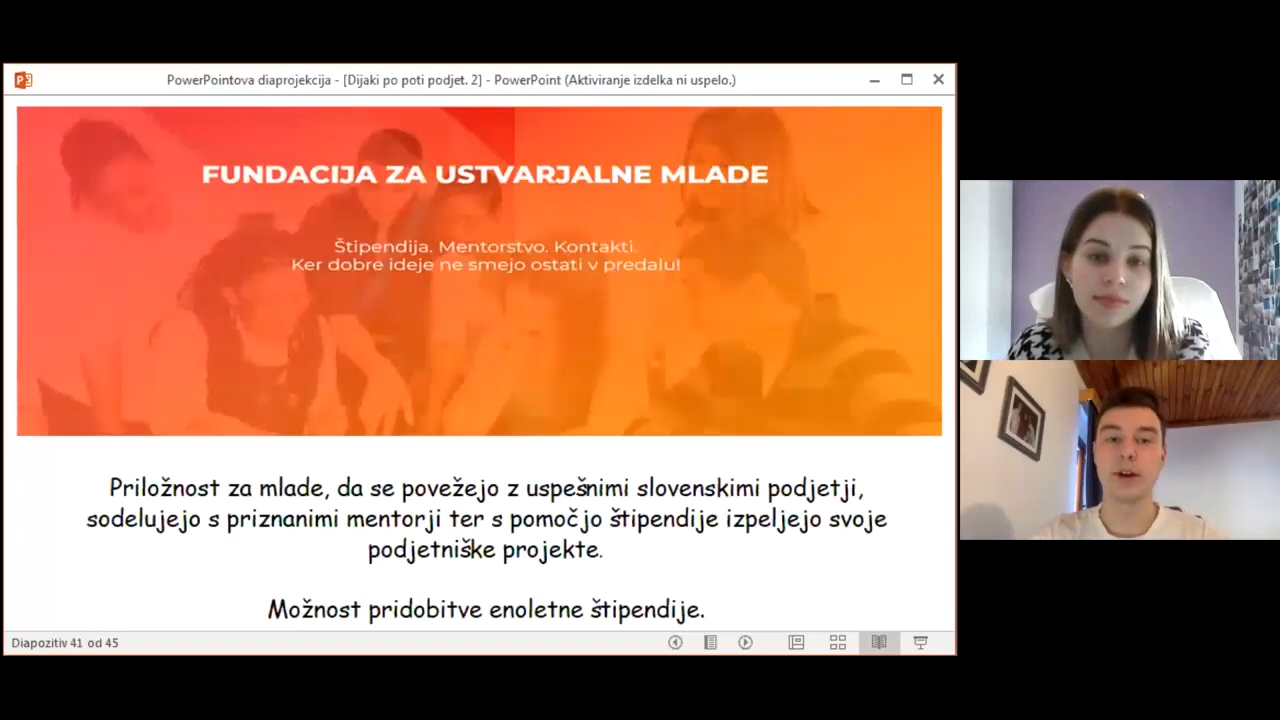 PowerPointova diaprojekcija - [Dijaki po poti podjet. 2] - PowerPoint (Aktiviranje izdelka ni uspelo.)
FUNDACIJA ZA USTVARJALNE MLADE
Štipendija. Mentorstvo. Kontakti.
Ker dobre ideje ne smejo ostati v predalu!
Priložnost za mlade, da se povežejo z uspešnimi slovenskimi podjetji,
sodelujejo s priznanimi mentorji ter s pomočjo štipendije izpeljejo svoje
podjetniške projekte.
Možnost pridobitve enoletne štipendije.
Diapozitiv 41 od 45